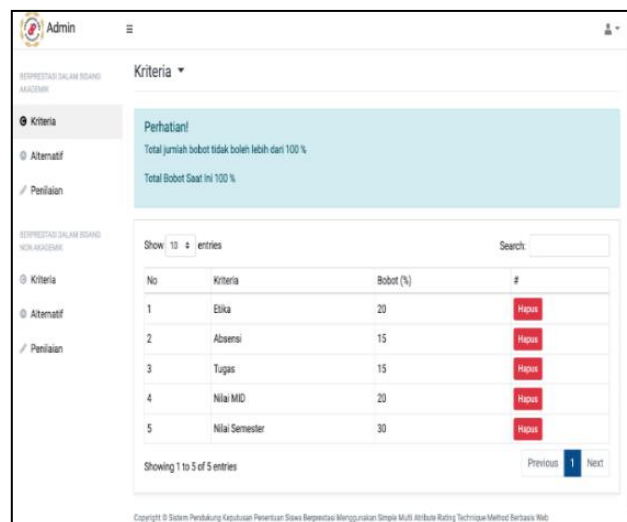 Admin
BERPRESTASI DALAM BIDANG
AKADEMIK
Kriteria
Alternatif
Penilaian
BERPRESTASI DALAM BIDANG
NON AKADEMIK
Kriteria
Alternatif
Penilaian
Kriteria
Perhatian!
Total jumlah bobot tidak boleh lebih dari 100 %
Total Bobot Saat Ini 100 %
Show 10 entries Search:
No Kriteria Bobot (%) #
1 Etika 20 Hapus
2 Absensi 15 Hapus
3 Tugas 15 Hapus
4 Nilai MID 20 Hapus
5 Nilai Semester 30 Hapus
Showing 1 to 5 of 5 entries Previous 1 Next
Copyright © Sistem Pendukung Keputusan Penentuan Siswa Berprestasi Menggunakan Simple Multi Atribute Rating Technique Method Berbasis Web